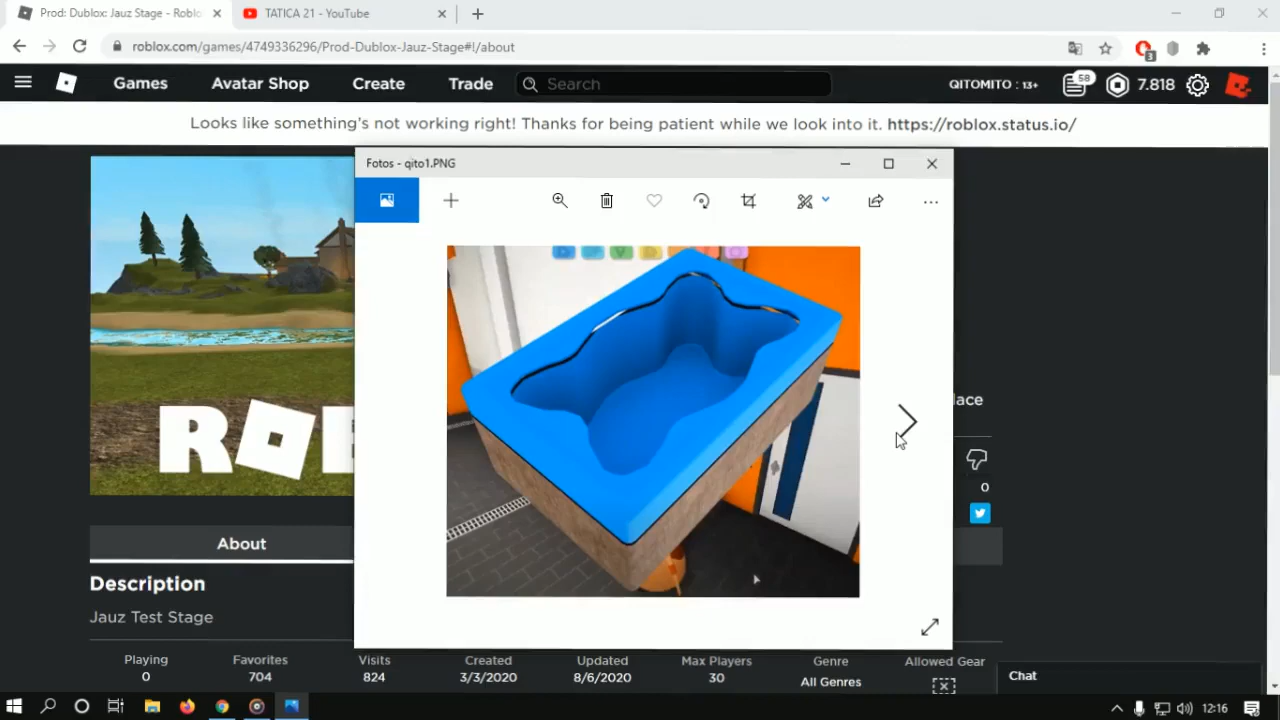 Prod: Dublox: Jauz Stage - Roblo
TATICA 21 - YouTube
roblox.com/games/4749336296/Prod-Dublox-Jauz-Stage#!/about
3
Games
Avatar Shop
Create
Trade
Search
QITOMITO : 13+
58
7.818
Looks like something's not working right! Thanks for being patient while we look into it. https://roblox.status.io/
Fotos - qito1.PNG
lace
0
About
Description
Jauz Test Stage
Playing
Favorites
Visits
Created
Updated
Max Players
Genre
Allowed Gear
0
704
824
3/3/2020
8/6/2020
30
All Genres
Chat
12:16